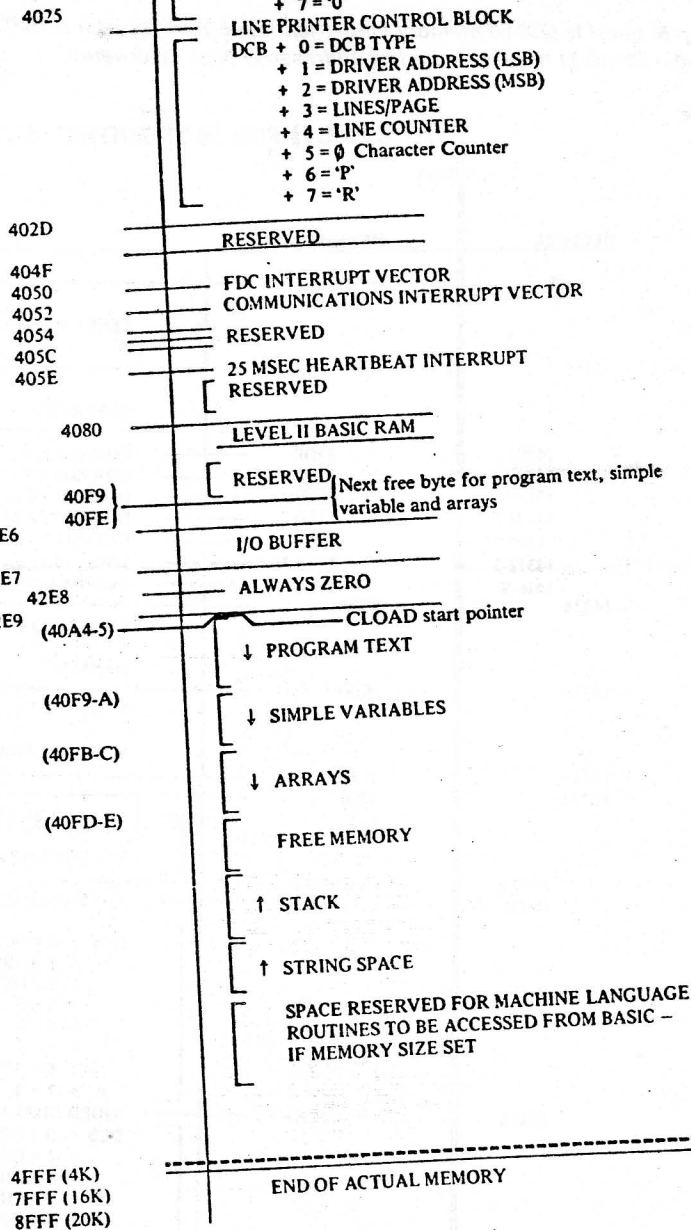 + 7 = '0'
4025
LINE PRINTER CONTROL BLOCK
DCB + 0 = DCB TYPE
+ 1 = DRIVER ADDRESS (LSB)
+ 2 = DRIVER ADDRESS (MSB)
+ 3 = LINES/PAGE
+ 4 = LINE COUNTER
+ 5 = 0 Character Counter
+ 6 = 'P'
+ 7 = 'R'
402D
RESERVED
404F
4050 FDC INTERRUPT VECTOR
4052 COMMUNICATIONS INTERRUPT VECTOR
4054 RESERVED
405C
405E 25 MSEC HEARTBEAT INTERRUPT
RESERVED
4080 LEVEL II BASIC RAM
RESERVED
40F9
40FE
Next free byte for program text, simple
variable and arrays
E6
I/O BUFFER
E7
42E8 ALWAYS ZERO
E9
(40A4-5) CLOAD start pointer
↓ PROGRAM TEXT
(40F9-A)
↓ SIMPLE VARIABLES
(40FB-C)
↓ ARRAYS
(40FD-E)
FREE MEMORY
↑ STACK
↑ STRING SPACE
SPACE RESERVED FOR MACHINE LANGUAGE
ROUTINES TO BE ACCESSED FROM BASIC –
IF MEMORY SIZE SET
4FFF (4K) END OF ACTUAL MEMORY
7FFF (16K)
8FFF (20K)